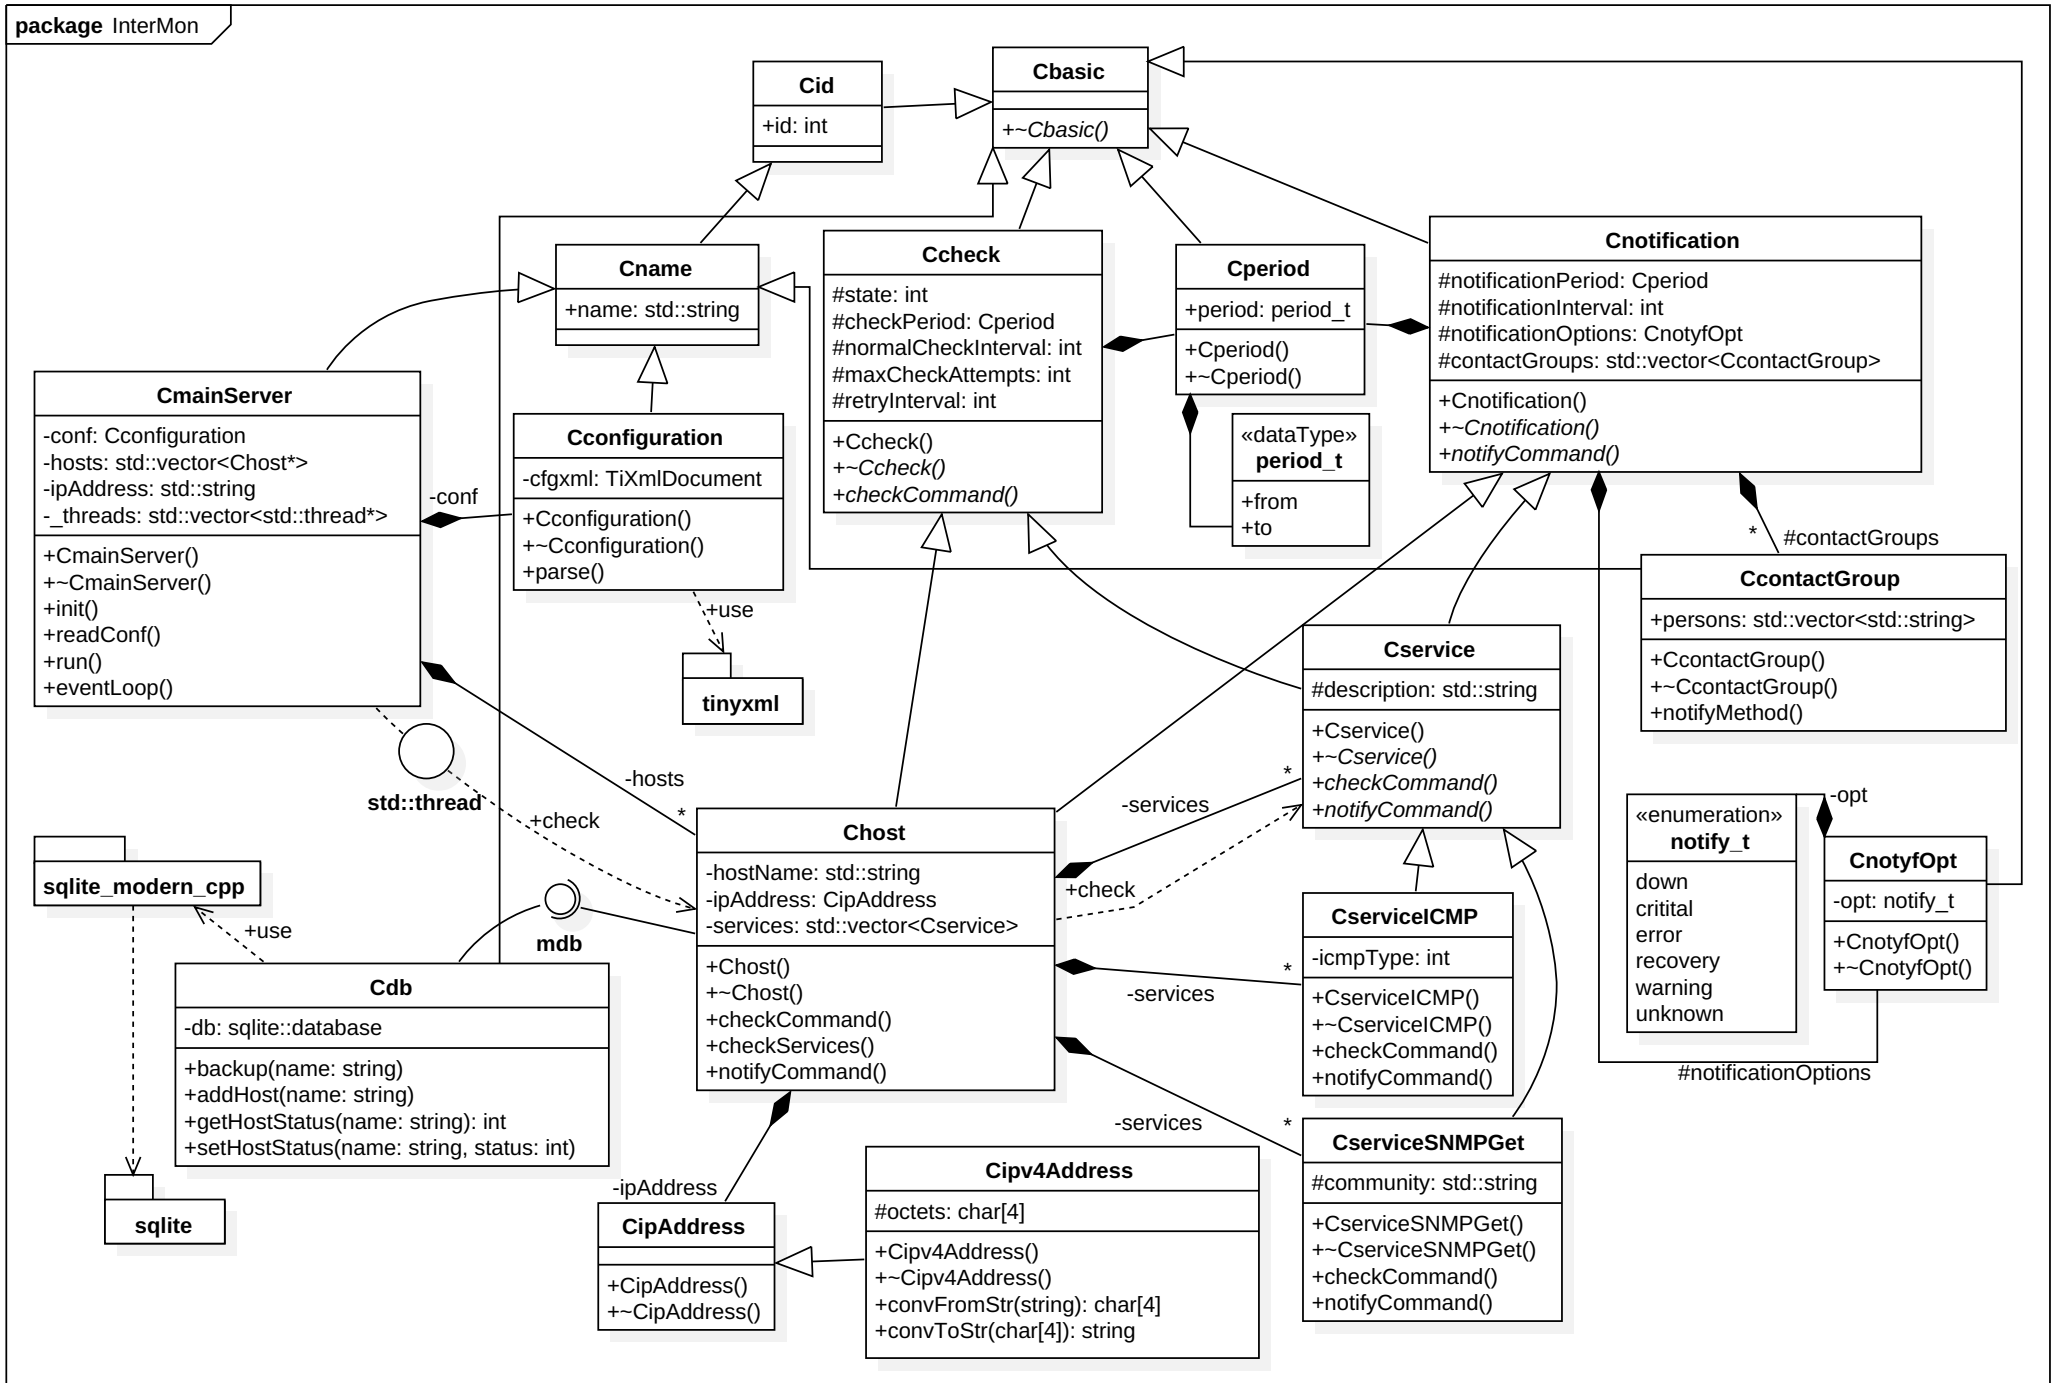 package InterMon
Cid
+id: int
Cbasic
+~Cbasic()
Cname
+name: std::string
Ccheck
#state: int
#checkPeriod: Cperiod
#normalCheckInterval: int
#maxCheckAttempts: int
#retryInterval: int
+Ccheck()
+~Ccheck()
+checkCommand()
Cperiod
+period: period_t
+Cperiod()
+~Cperiod()
«dataType»
period_t
+from
+to
Cnotification
#notificationPeriod: Cperiod
#notificationInterval: int
#notificationOptions: CnotyfOpt
#contactGroups: std::vector<CcontactGroup>
+Cnotification()
+~Cnotification()
+notifyCommand()
CmainServer
-conf: Cconfiguration
-hosts: std::vector<Chost*>
-ipAddress: std::string
-_threads: std::vector<std::thread*>
+CmainServer()
+~CmainServer()
+init()
+readConf()
+run()
+eventLoop()
-conf
Cconfiguration
-cfgxml: TiXmlDocument
+Cconfiguration()
+~Cconfiguration()
+parse()
+use
tinyxml
* #contactGroups
CcontactGroup
+persons: std::vector<std::string>
+CcontactGroup()
+~CcontactGroup()
+notifyMethod()
Cservice
#description: std::string
+Cservice()
+~Cservice()
+checkCommand()
+notifyCommand()
std::thread
+check
-hosts
*
-services
*
+check
Chost
-hostName: std::string
-ipAddress: CipAddress
-services: std::vector<Cservice>
+Chost()
+~Chost()
+checkCommand()
+checkServices()
+notifyCommand()
sqlite_modern_cpp
+use
mdb
Cdb
-db: sqlite::database
+backup(name: string)
+addHost(name: string)
+getHostStatus(name: string): int
+setHostStatus(name: string, status: int)
sqlite
«enumeration»
notify_t
down
critital
error
recovery
warning
unknown
-opt
CnotyfOpt
-opt: notify_t
+CnotyfOpt()
+~CnotyfOpt()
#notificationOptions
CserviceICMP
-icmpType: int
+CserviceICMP()
+~CserviceICMP()
+checkCommand()
+notifyCommand()
*
-services
-services
*
CserviceSNMPGet
#community: std::string
+CserviceSNMPGet()
+~CserviceSNMPGet()
+checkCommand()
+notifyCommand()
-ipAddress
CipAddress
+CipAddress()
+~CipAddress()
Cipv4Address
#octets: char[4]
+Cipv4Address()
+~Cipv4Address()
+convFromStr(string): char[4]
+convToStr(char[4]): string